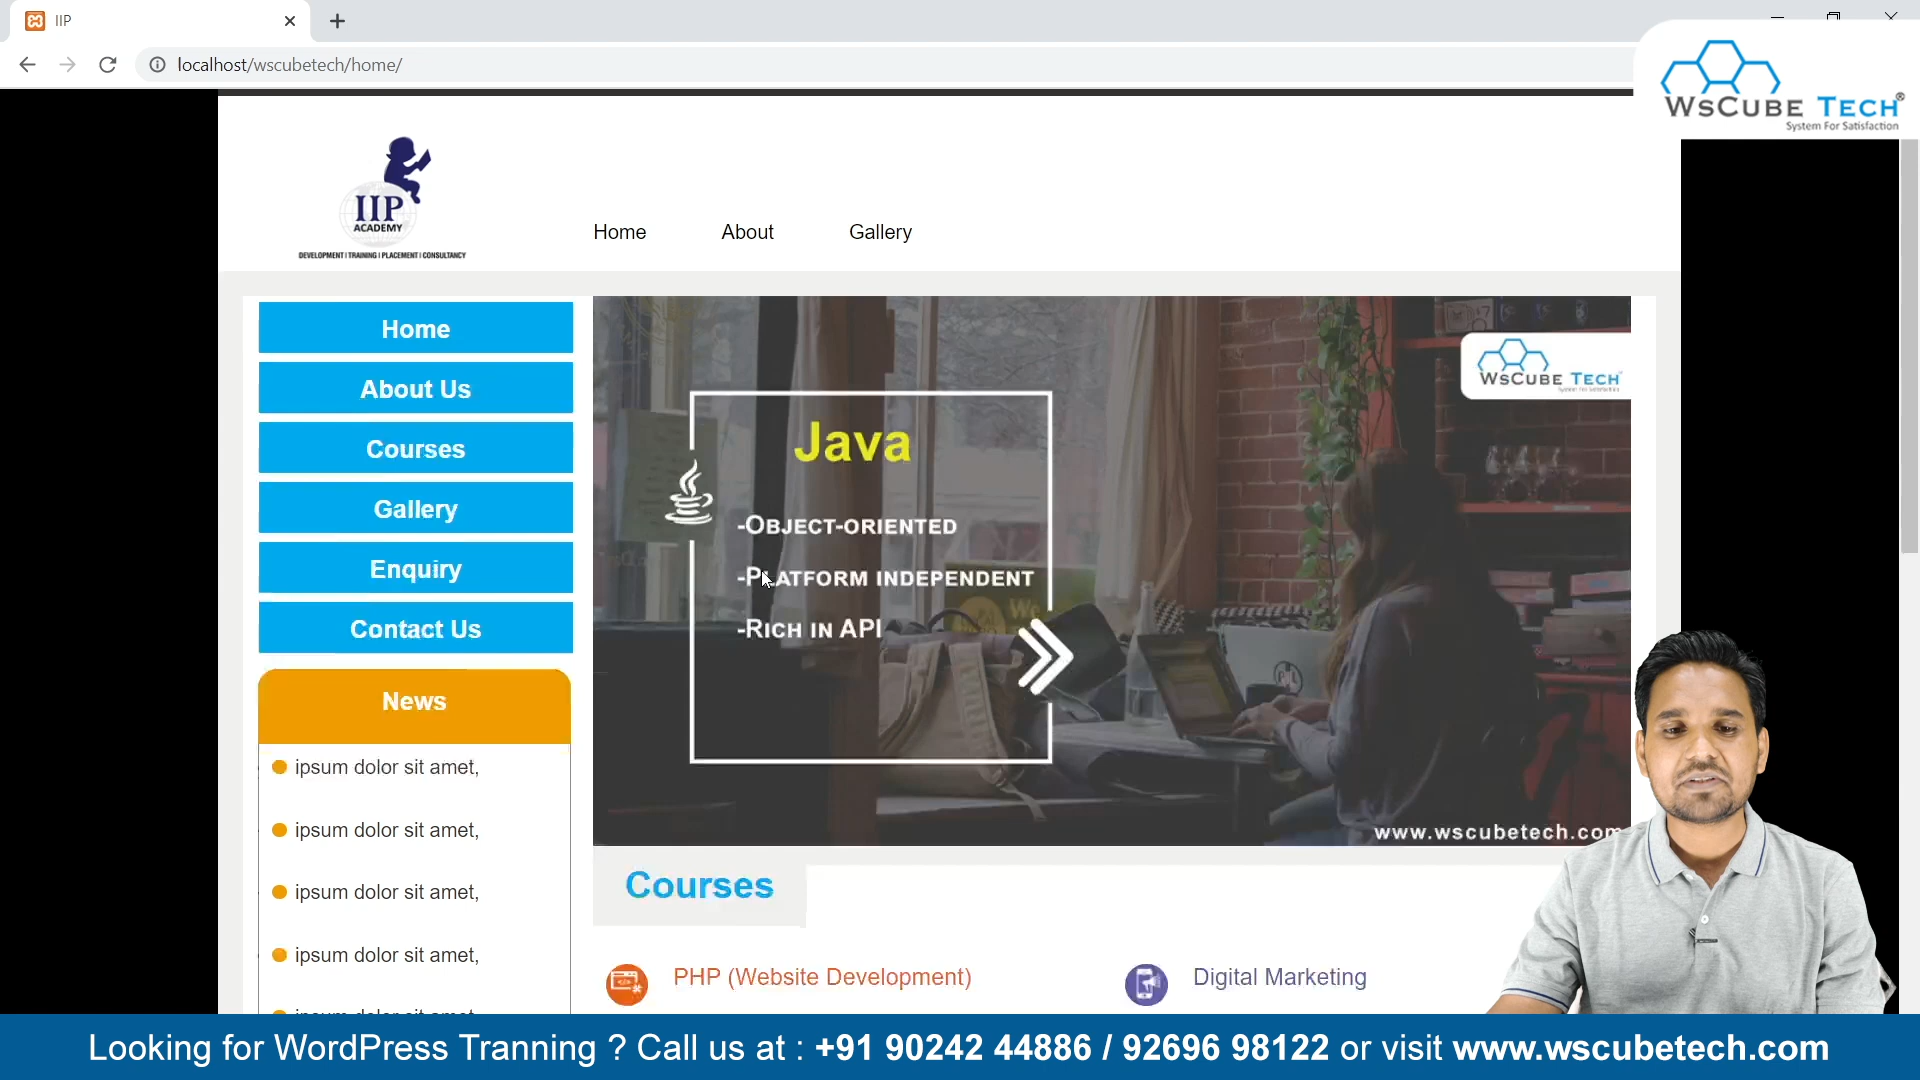 IIP
localhost/wscubetech/home/
WsCube Tech®
System For Satisfaction
IIP
ACADEMY
DEVELOPMENT | TRAINING | PLACEMENT | CONSULTANCY
Home About Gallery
Home
About Us
Courses
Gallery
Enquiry
Contact Us
News
ipsum dolor sit amet,
ipsum dolor sit amet,
ipsum dolor sit amet,
ipsum dolor sit amet,
WsCube Tech
Java
-Object-oriented
-Platform independent
-Rich in API
www.wscubetech.com
Courses
PHP (Website Development)
Digital Marketing
Looking for WordPress Tranning ? Call us at : +91 90242 44886 / 92696 98122 or visit www.wscubetech.com